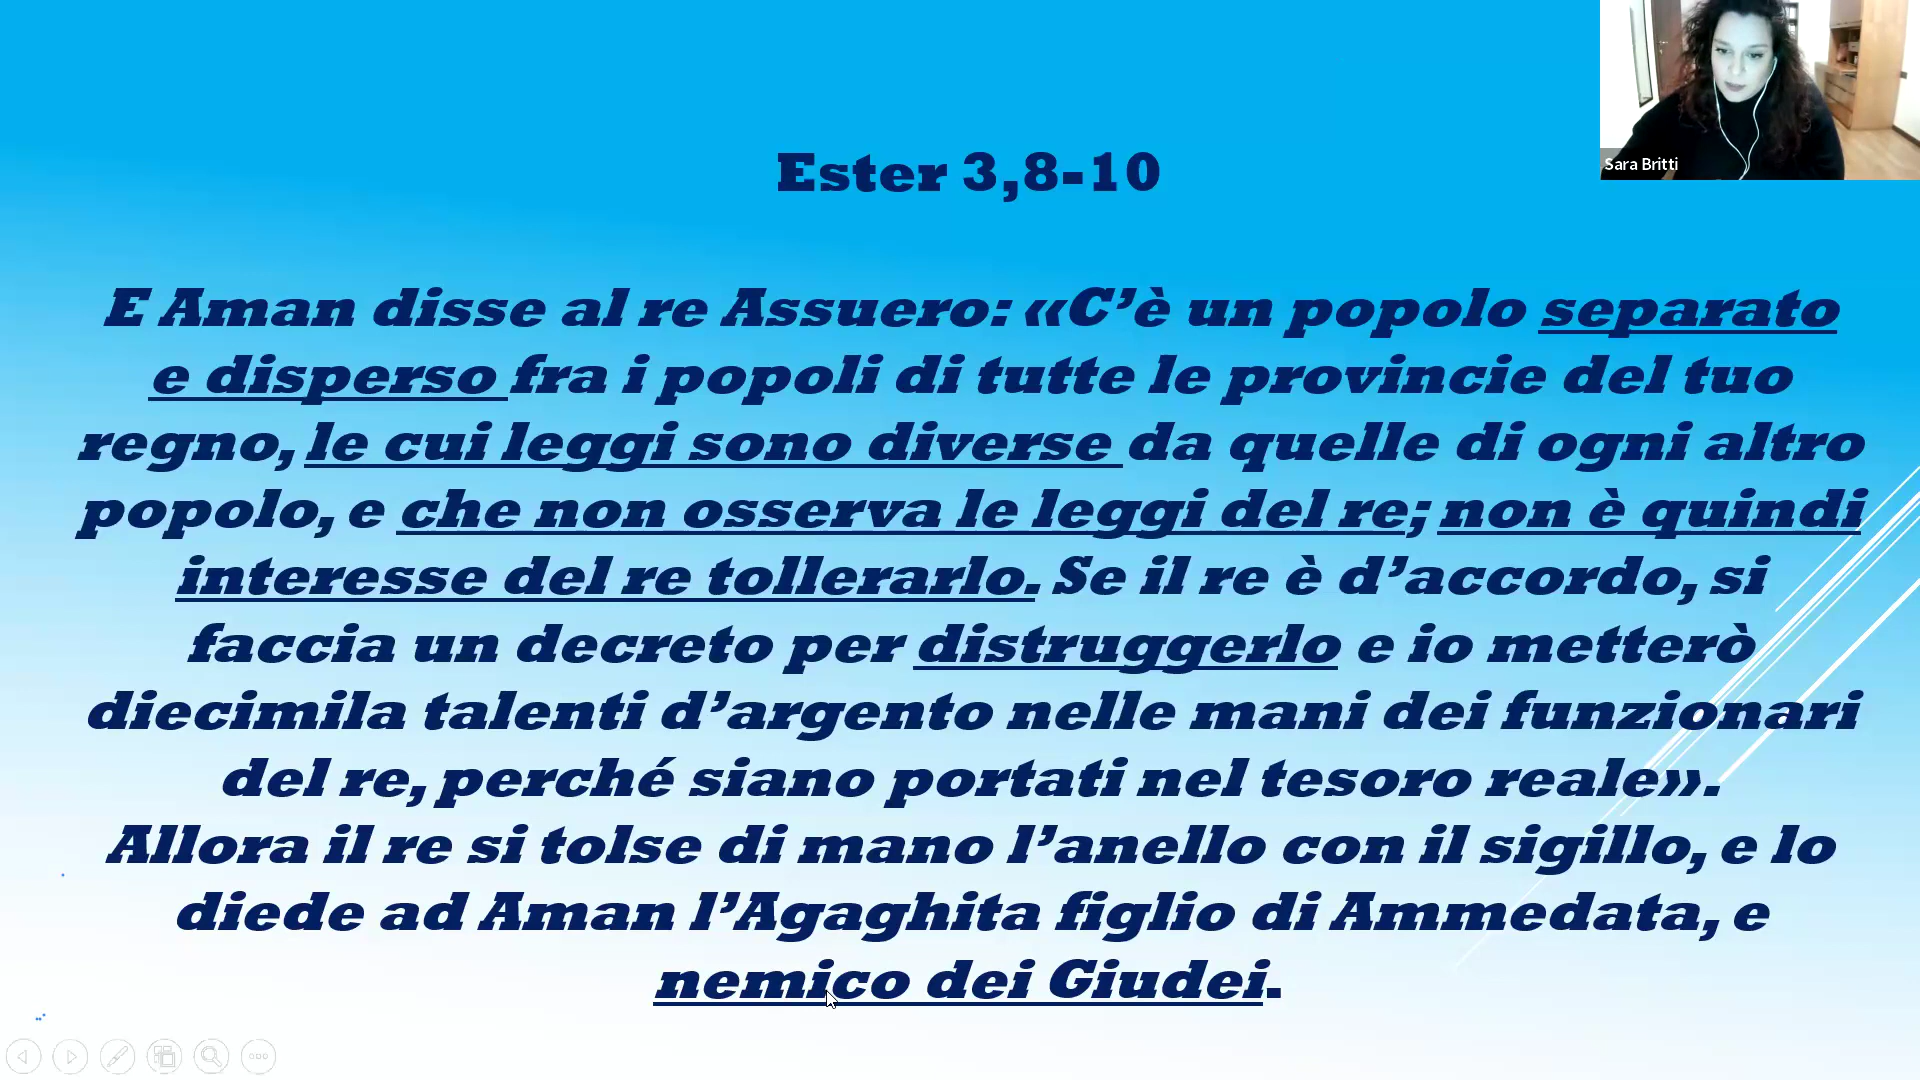 Ester 3,8-10
Sara Britti
E Aman disse al re Assuero: «C’è un popolo separato
e disperso fra i popoli di tutte le provincie del tuo
regno, le cui leggi sono diverse da quelle di ogni altro
popolo, e che non osserva le leggi del re; non è quindi
interesse del re tollerarlo. Se il re è d’accordo, si
faccia un decreto per distruggerlo e io metterò
diecimila talenti d’argento nelle mani dei funzionari
del re, perché siano portati nel tesoro reale».
Allora il re si tolse di mano l’anello con il sigillo, e lo
diede ad Aman l’Agaghita figlio di Ammedata, e
nemico dei Giudei.